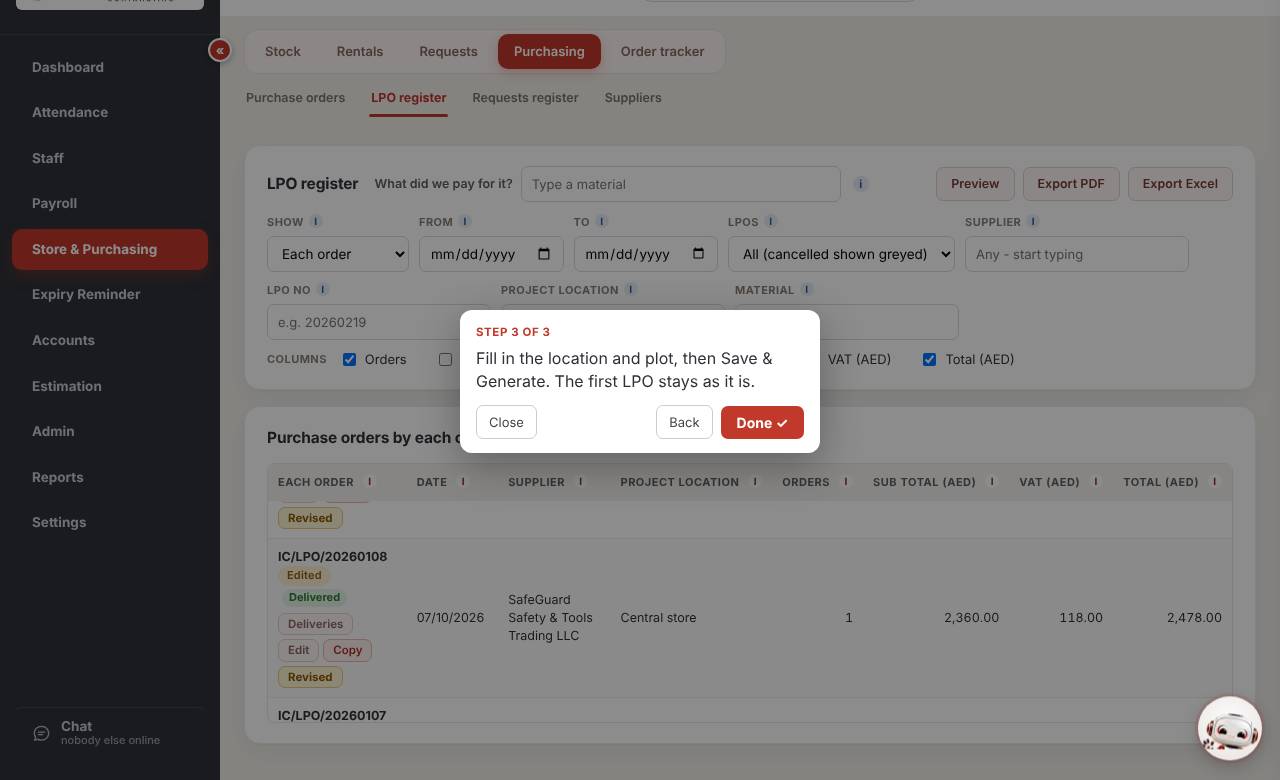 Stock Rentals Requests Purchasing Order tracker
«
Dashboard
Attendance
Staff
Payroll
Store & Purchasing
Expiry Reminder
Accounts
Estimation
Admin
Reports
Settings
Chat
nobody else online
Purchase orders LPO register Requests register Suppliers
LPO register What did we pay for it? Type a material i Preview Export PDF Export Excel
SHOW i FROM i TO i LPOS i SUPPLIER i
Each order mm/dd/yyyy mm/dd/yyyy All (cancelled shown greyed) Any - start typing
LPO NO i PROJECT LOCATION i MATERIAL i
e.g. 20260219
COLUMNS Orders VAT (AED) Total (AED)
STEP 3 OF 3
Fill in the location and plot, then Save &
Generate. The first LPO stays as it is.
Close Back Done ✓
Purchase orders by each
EACH ORDER I DATE I SUPPLIER I PROJECT LOCATION I ORDERS I SUB TOTAL (AED) I VAT (AED) I TOTAL (AED) I
Revised
IC/LPO/20260108
Edited
Delivered
Deliveries
Edit Copy
Revised
07/10/2026
SafeGuard
Safety & Tools
Trading LLC
Central store 1 2,360.00 118.00 2,478.00
IC/LPO/20260107